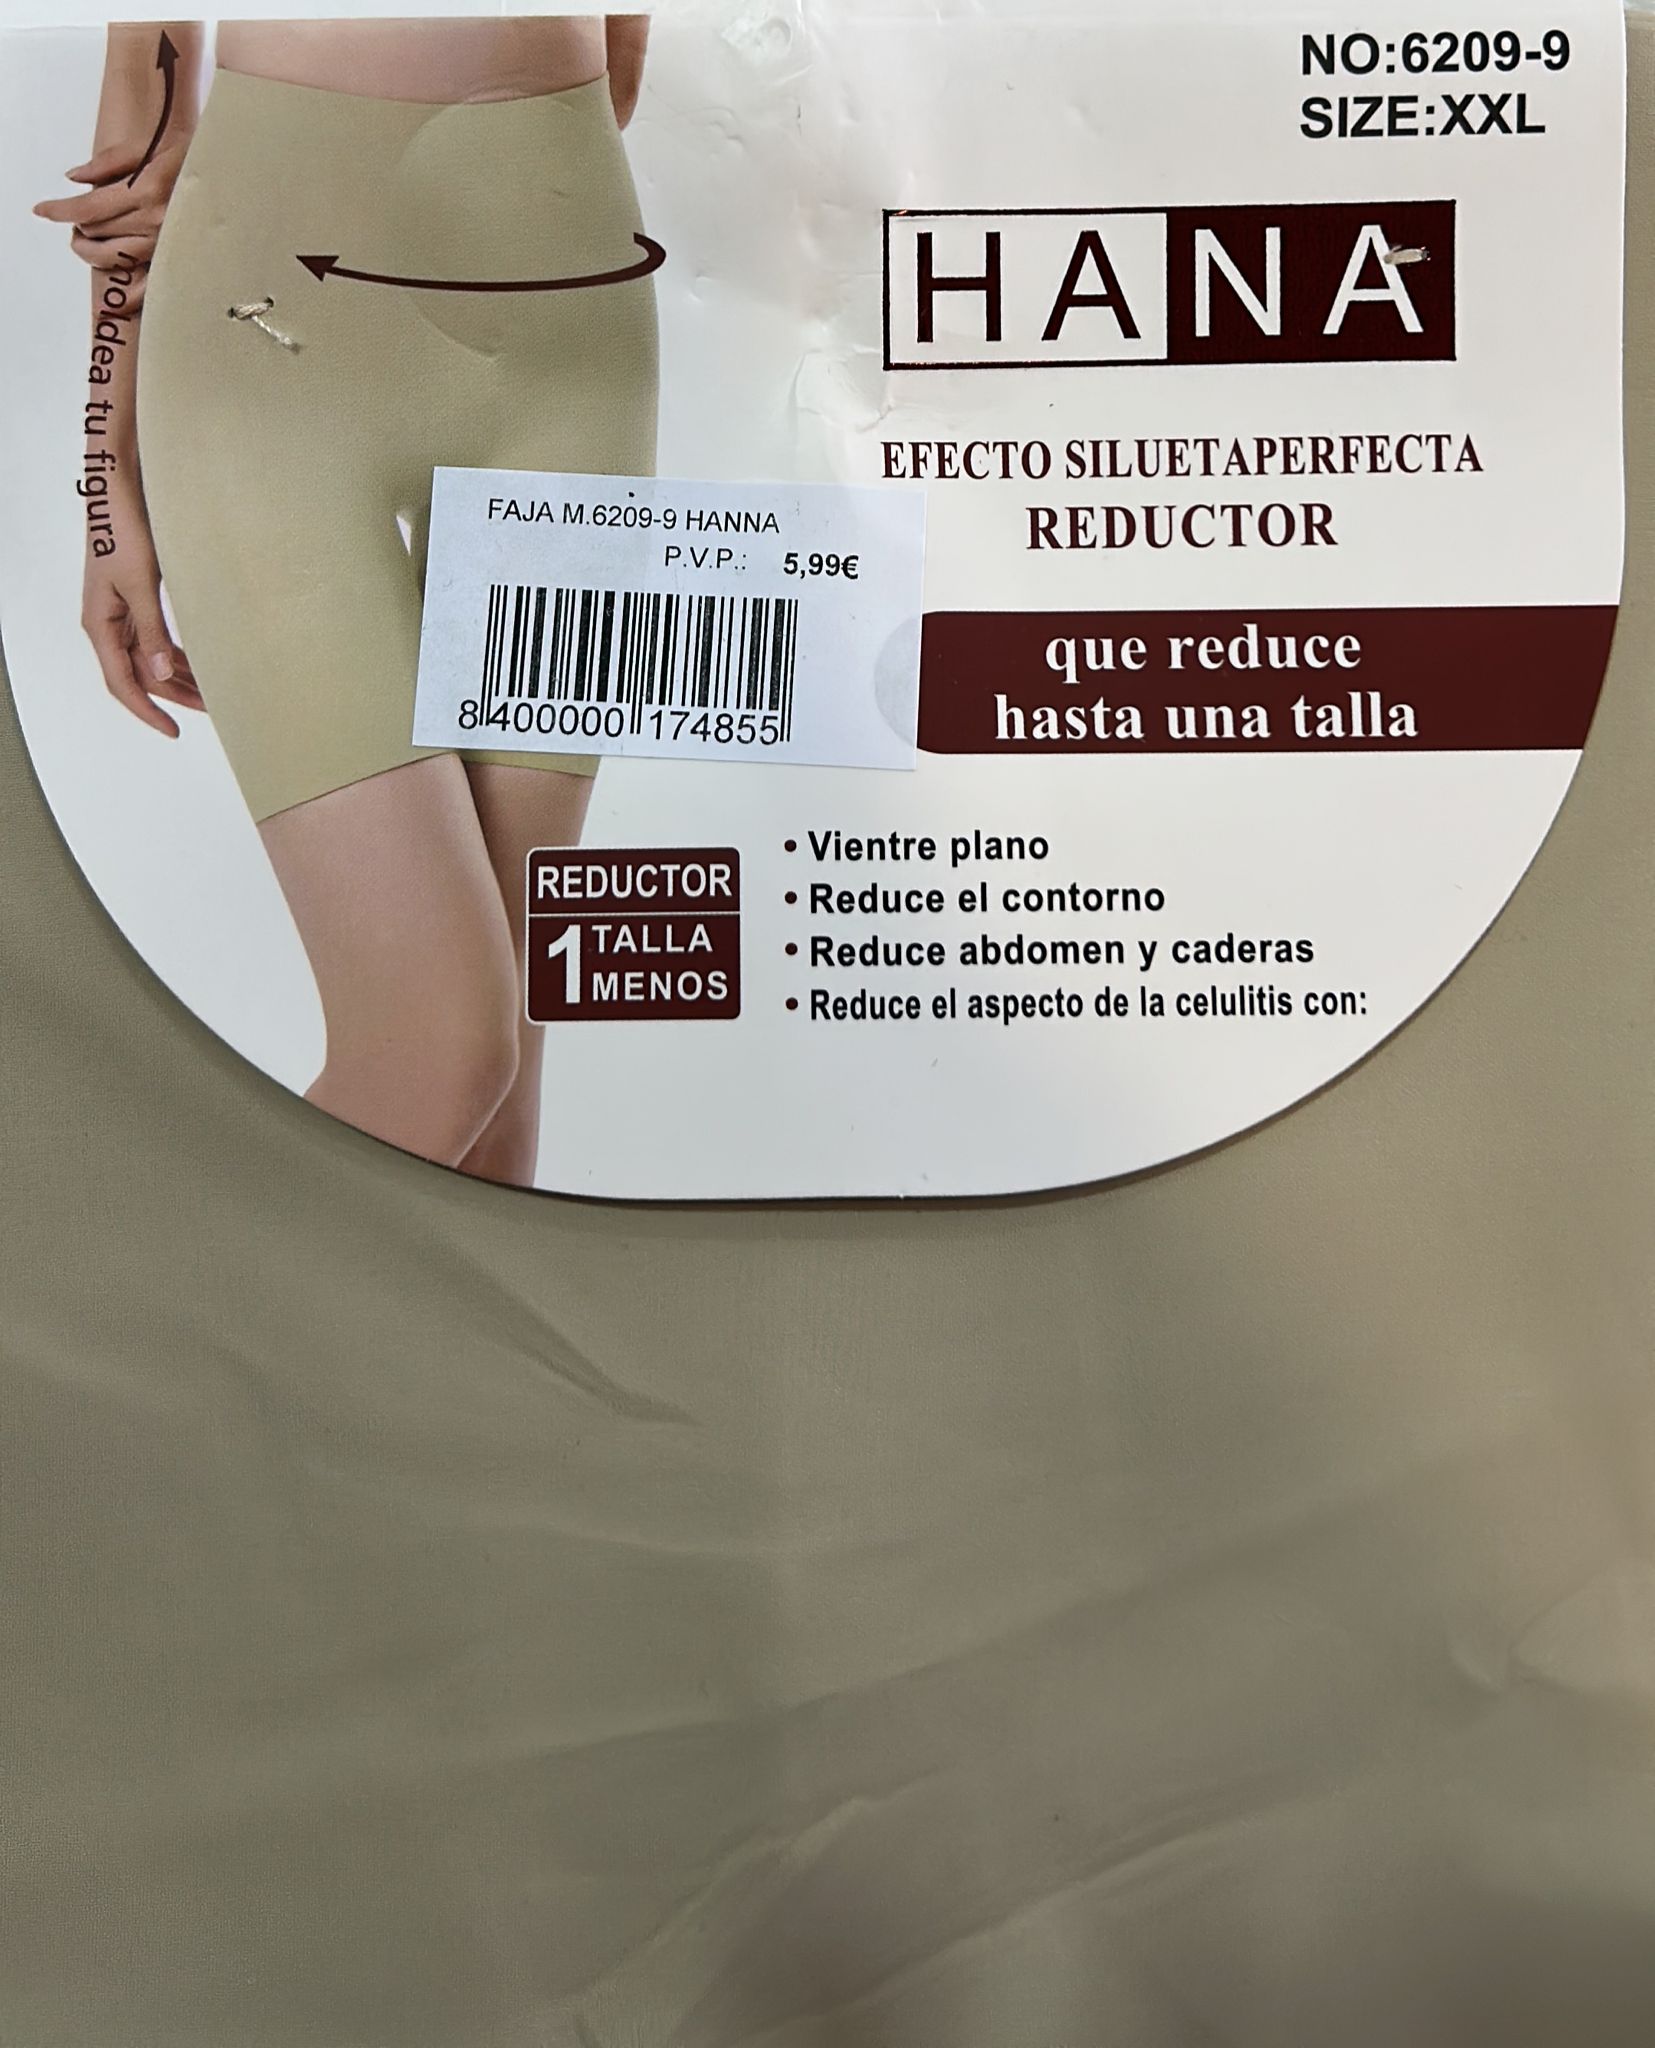 NO:6209-9
SIZE:XXL
HANA
moldea tu figura
EFECTO SILUETAPERFECTA
REDUCTOR
FAJA M.6209-9 HANNA
P.V.P.: 5,99€
8 400000 174855
que reduce
hasta una talla
REDUCTOR
1 TALLA
MENOS
• Vientre plano
• Reduce el contorno
• Reduce abdomen y caderas
• Reduce el aspecto de la celulitis con: